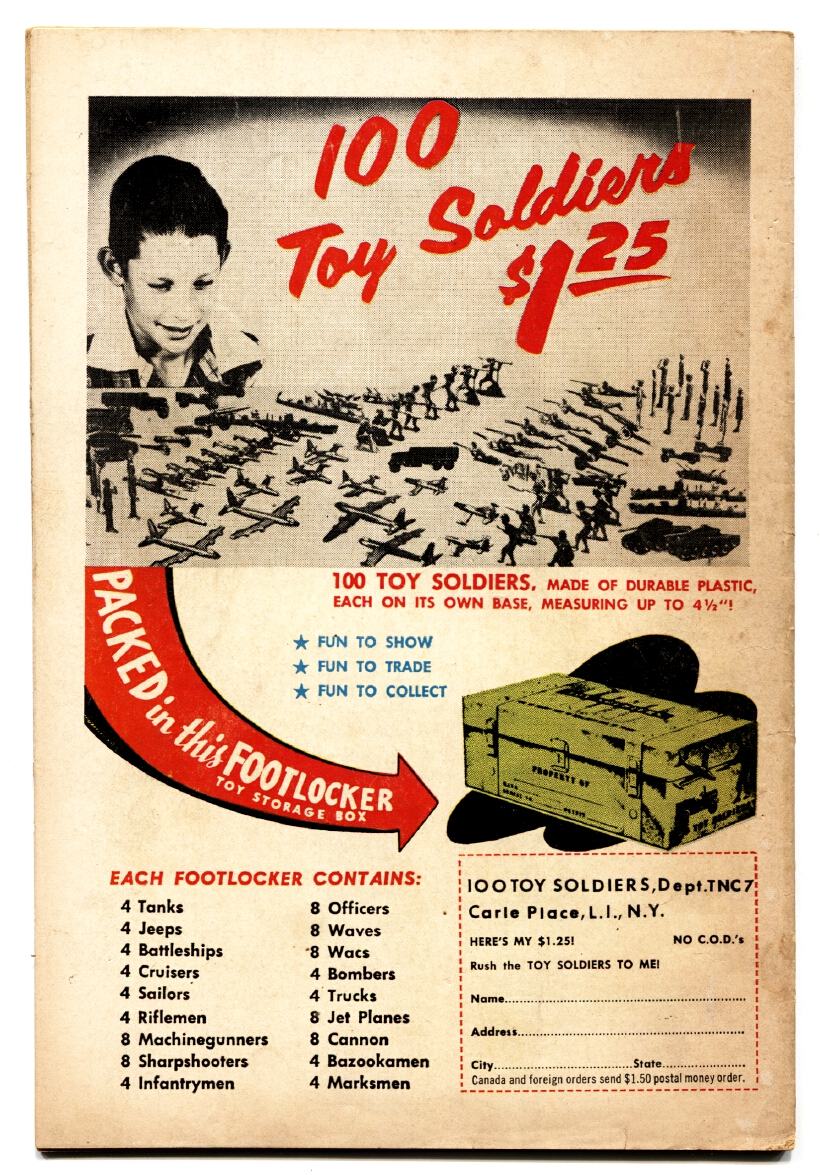 100
Toy Soldiers
$1.25
100 TOY SOLDIERS, MADE OF DURABLE PLASTIC,
EACH ON ITS OWN BASE, MEASURING UP TO 4½"!
PACKED in this FOOTLOCKER
TOY STORAGE BOX
★ FUN TO SHOW
★ FUN TO TRADE
★ FUN TO COLLECT
PROPERTY OF
EACH FOOTLOCKER CONTAINS:
4 Tanks
4 Jeeps
4 Battleships
4 Cruisers
4 Sailors
4 Riflemen
8 Machinegunners
8 Sharpshooters
4 Infantrymen
8 Officers
8 Waves
8 Wacs
4 Bombers
4 Trucks
8 Jet Planes
8 Cannon
4 Bazookamen
4 Marksmen
100 TOY SOLDIERS, Dept. TNC7
Carle Place, L.I., N.Y.
HERE'S MY $1.25! NO C.O.D.'s
Rush the TOY SOLDIERS TO ME!
Name
Address
City State
Canada and foreign orders send $1.50 postal money order.